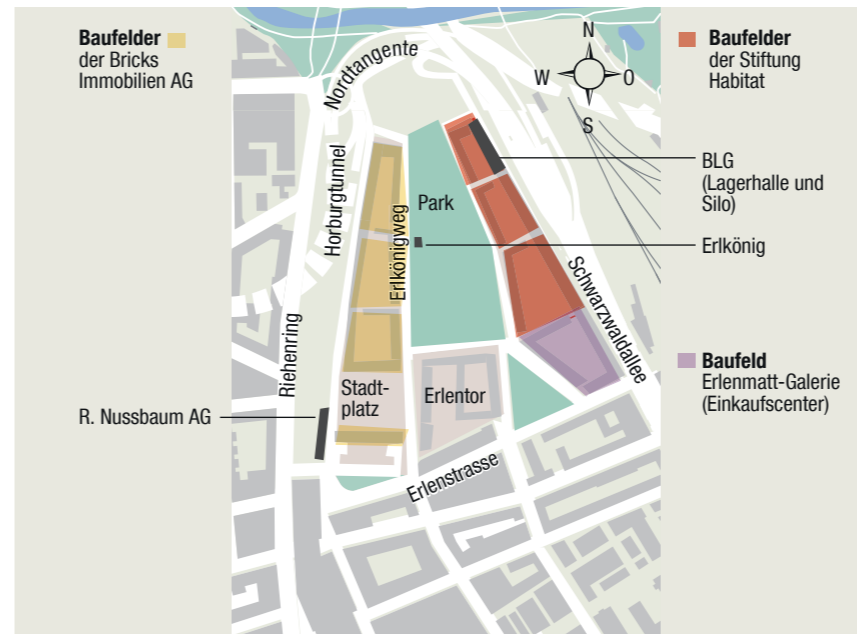 Baufelder
der Bricks
Immobilien AG
Baufelder
der Stiftung
Habitat
N
W
O
S
Nordtangente
BLG
(Lagerhalle und
Silo)
Horburgtunnel
Park
Erlkönigweg
Erlkönig
Schwarzwaldallee
Riehenring
Baufeld
Erlenmatt-Galerie
(Einkaufscenter)
Stadt-
platz
Erlentor
R. Nussbaum AG
Erlenstrasse